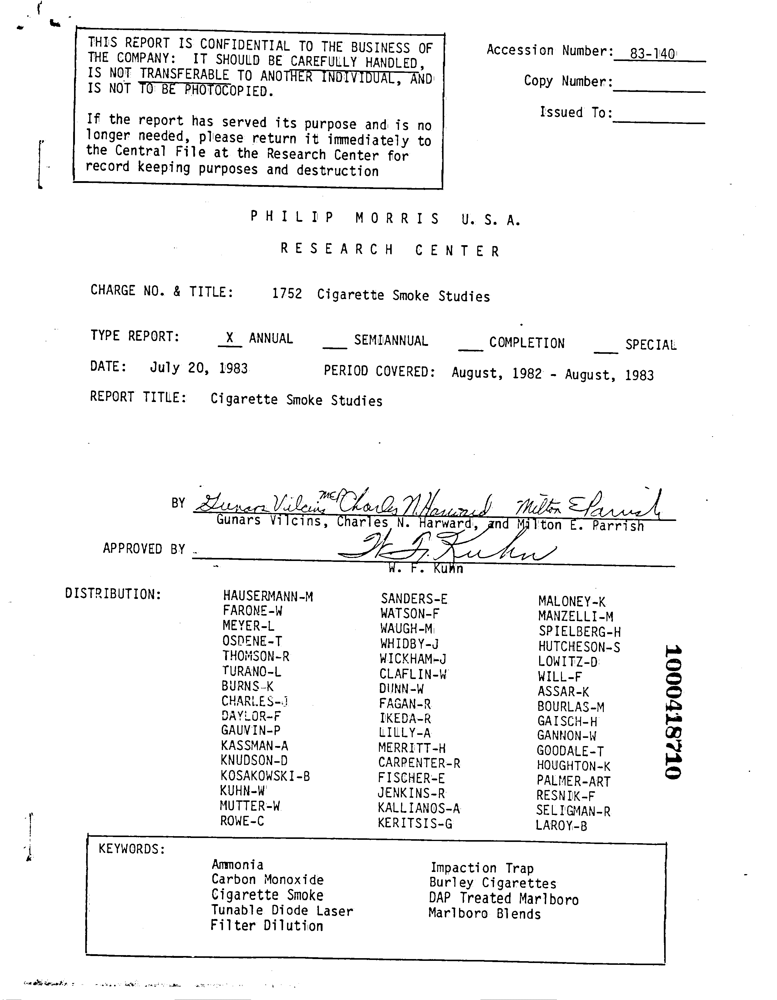 THIS REPORT IS CONFIDENTIAL TO THE BUSINESS OF
THE COMPANY: IT SHOULD BE CAREFULLY HANDLED,
IS NOT TRANSFERABLE TO ANOTHER INDIVIDUAL, AND
IS NOT TO BE PHOTOCOPIED.
If the report has served its purpose and is no
longer needed, please return it immediately to
the Central File at the Research Center for
record keeping purposes and destruction
Accession Number: 83-140
Copy Number:
Issued To:
PHILIP MORRIS U.S.A.
RESEARCH CENTER
CHARGE NO. & TITLE: 1752 Cigarette Smoke Studies
TYPE REPORT: X ANNUAL SEMIANNUAL COMPLETION SPECIAL
DATE: July 20, 1983 PERIOD COVERED: August, 1982 - August, 1983
REPORT TITLE: Cigarette Smoke Studies
BY Gunars Vilcins MEP Charles N. Harward Milton E Parrish
Gunars Vilcins, Charles N. Harward, and Milton E. Parrish
APPROVED BY W. F. Kuhn
W. F. Kuhn
DISTRIBUTION: HAUSERMANN-M SANDERS-E MALONEY-K
FARONE-W WATSON-F MANZELLI-M
MEYER-L WAUGH-M SPIELBERG-H
OSDENE-T WHIDBY-J HUTCHESON-S
THOMSON-R WICKHAM-J LOWITZ-D
TURANO-L CLAFLIN-W WILL-F
BURNS-K DUNN-W ASSAR-K
CHARLES-J FAGAN-R BOURLAS-M
DAYLOR-F IKEDA-R GAISCH-H
GAUVIN-P LILLY-A GANNON-W
KASSMAN-A MERRITT-H GOODALE-T
KNUDSON-D CARPENTER-R HOUGHTON-K
KOSAKOWSKI-B FISCHER-E PALMER-ART
KUHN-W JENKINS-R RESNIK-F
MUTTER-W KALLIANOS-A SELIGMAN-R
ROWE-C KERITSIS-G LAROY-B
1000418710
KEYWORDS:
Ammonia Impaction Trap
Carbon Monoxide Burley Cigarettes
Cigarette Smoke DAP Treated Marlboro
Tunable Diode Laser Marlboro Blends
Filter Dilution